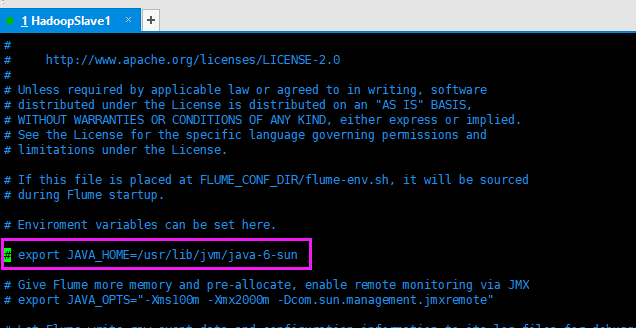 1 HadoopSlave1 × +
#
# http://www.apache.org/licenses/LICENSE-2.0
#
# Unless required by applicable law or agreed to in writing, software
# distributed under the License is distributed on an "AS IS" BASIS,
# WITHOUT WARRANTIES OR CONDITIONS OF ANY KIND, either express or implied.
# See the License for the specific language governing permissions and
# limitations under the License.
# If this file is placed at FLUME_CONF_DIR/flume-env.sh, it will be sourced
# during Flume startup.
# Enviroment variables can be set here.
# export JAVA_HOME=/usr/lib/jvm/java-6-sun
# Give Flume more memory and pre-allocate, enable remote monitoring via JMX
# export JAVA_OPTS="-Xms100m -Xmx2000m -Dcom.sun.management.jmxremote"